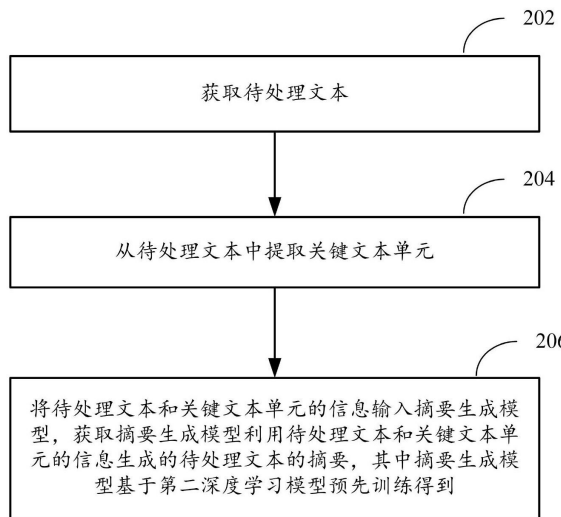 202
获取待处理文本
204
从待处理文本中提取关键文本单元
206
将待处理文本和关键文本单元的信息输入摘要生成模
型，获取摘要生成模型利用待处理文本和关键文本单
元的信息生成的待处理文本的摘要，其中摘要生成模
型基于第二深度学习模型预先训练得到